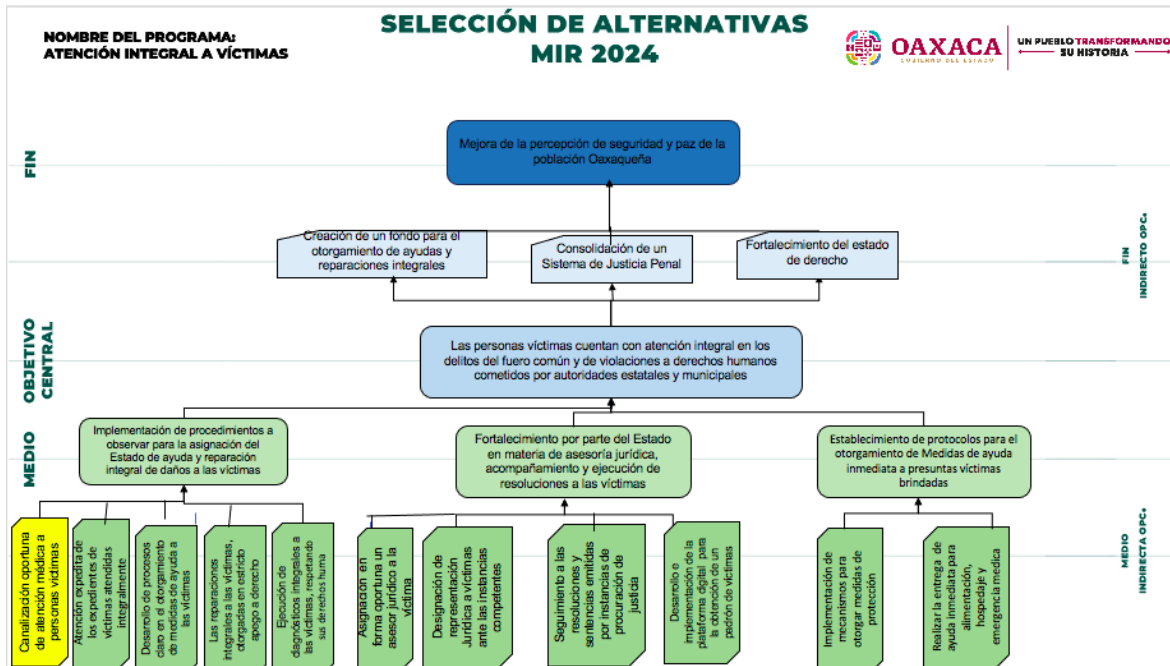 NOMBRE DEL PROGRAMA:
ATENCIÓN INTEGRAL A VÍCTIMAS
SELECCIÓN DE ALTERNATIVAS
MIR 2024
OAXACA
GOBIERNO DEL ESTADO
UN PUEBLO TRANSFORMANDO
SU HISTORIA
FIN
Mejora de la percepción de seguridad y paz de la
población Oaxaqueña
FIN
INDIRECTO OPC.
Creación de un fondo para el
otorgamiento de ayudas y
reparaciones integrales
Consolidación de un
Sistema de Justicia Penal
Fortalecimiento del estado
de derecho
OBJETIVO
CENTRAL
Las personas víctimas cuentan con atención integral en los
delitos del fuero común y de violaciones a derechos humanos
cometidos por autoridades estatales y municipales
MEDIO
Implementación de procedimientos a
observar para la asignación del
Estado de ayuda y reparación
integral de daños a las víctimas
Fortalecimiento por parte del Estado
en materia de asesoría jurídica,
acompañamiento y ejecución de
resoluciones a las víctimas
Establecimiento de protocolos para el
otorgamiento de Medidas de ayuda
inmediata a presuntas víctimas
brindadas
MEDIO
INDIRECTA OPC.
Canalización oportuna
de atención médica a
personas víctimas
Atención expedita de
los expedientes de
víctimas atendidas
integralmente
Desarrollo de procesos
claro en el otorgamiento
de medidas de ayuda a
las víctimas
Las reparaciones
integrales a las víctimas,
otorgadas en estricto
apego a derecho
Ejecución de
diagnósticos integrales a
las víctimas, respetando
sus derechos huma
Asignacion en
forma oportuna un
asesor jurídico a la
víctima
Designación de
representación
Jurídica a víctimas
ante las instancias
competentes
Seguimiento a las
resoluciones y
sentencias emitidas
por instancias de
procuración de
justicia
Desarrollo e
implementación de la
plataforma digital para
la obtención de un
padrón de víctimas
Implementación de
mecanismos para
otorgar medidas de
protección
Realizar la entrega de
ayuda inmediata para
alimentación,
hospedaje y
emergencia medica